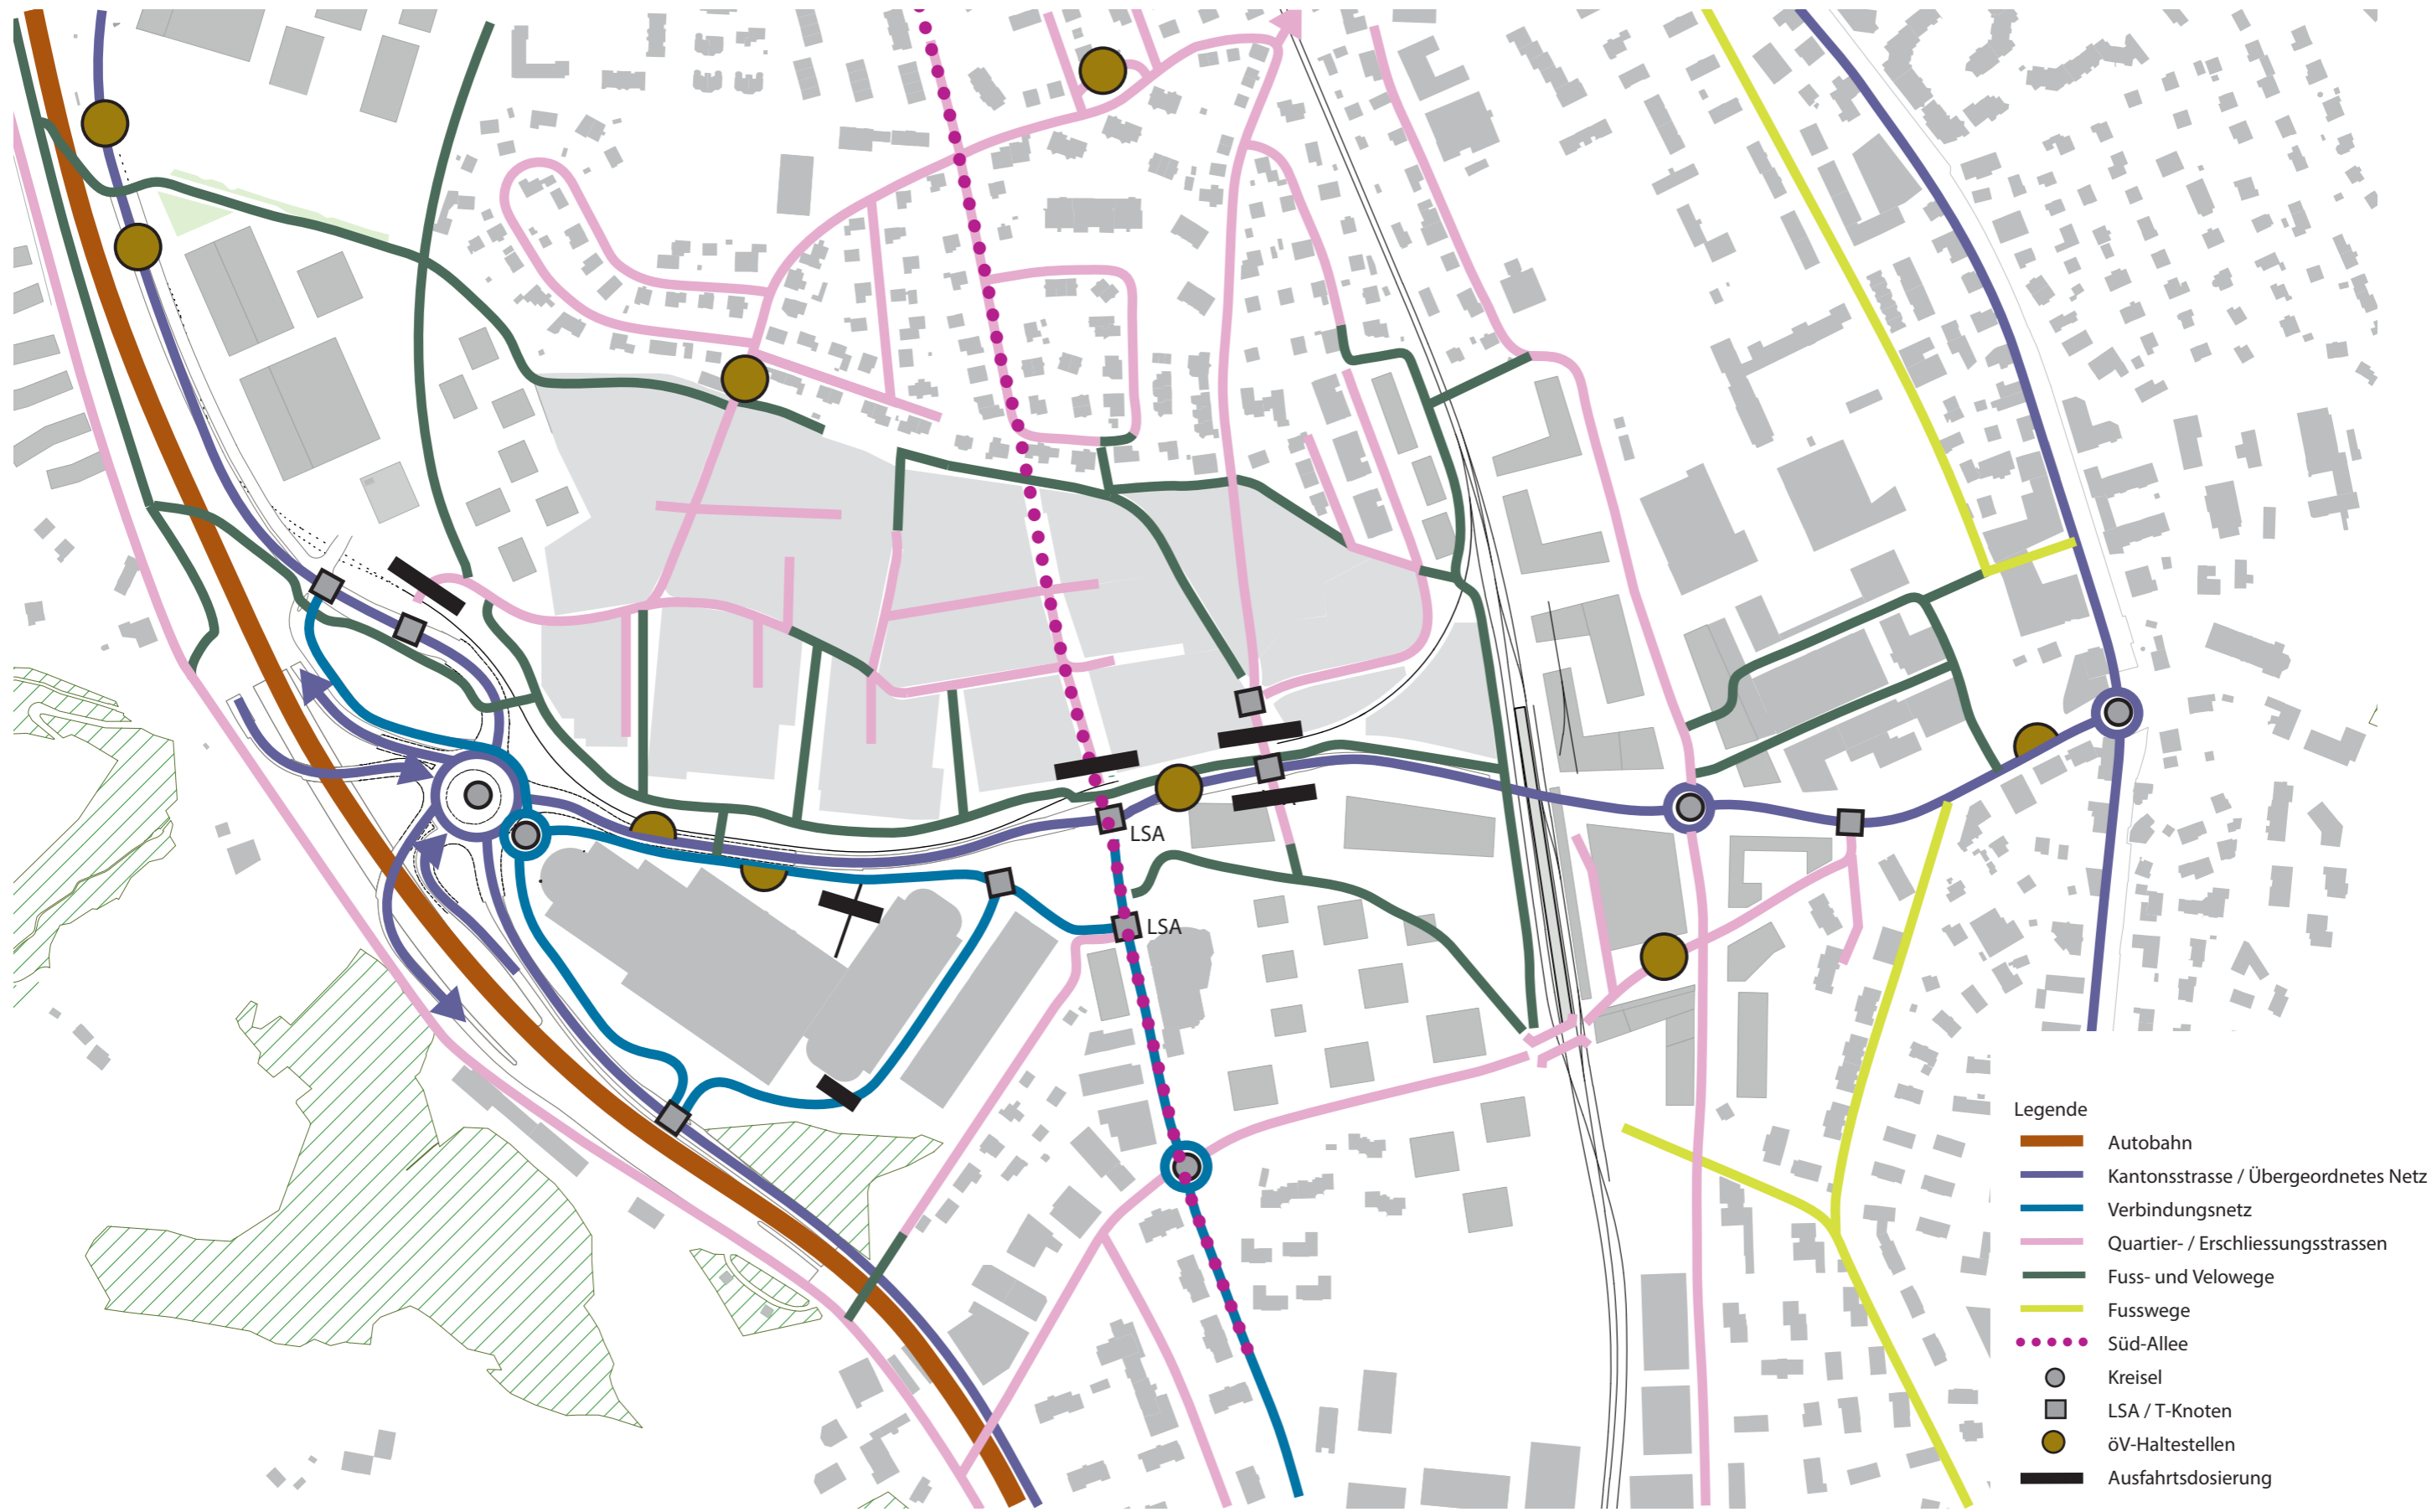 LSA
LSA
Legende
Autobahn
Kantonsstrasse / Übergeordnetes Netz
Verbindungsnetz
Quartier- / Erschliessungsstrassen
Fuss- und Velowege
Fusswege
Süd-Allee
Kreisel
LSA / T-Knoten
öV-Haltestellen
Ausfahrtsdosierung